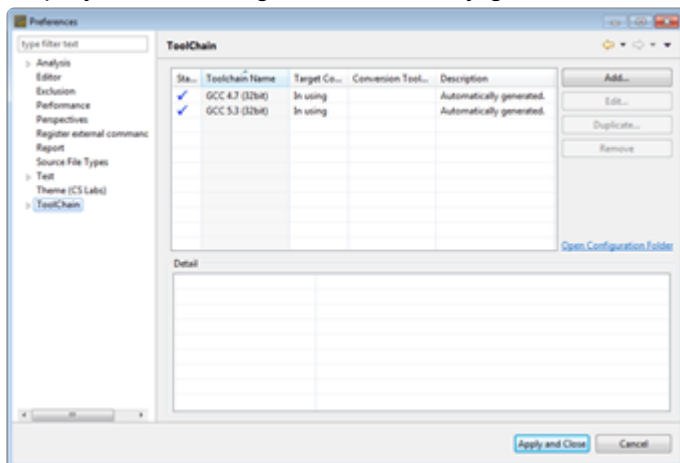 Preferences
type filter text
ToolChain
Analysis
Editor
Exclusion
Performance
Perspectives
Register external commanc
Report
Source File Types
Test
Theme (CS Labs)
ToolChain
Sta... Toolchain Name Target Co... Conversion Tool... Description
GCC 4.7 (32bit) In using Automatically generated.
GCC 5.3 (32bit) In using Automatically generated.
Add...
Edit...
Duplicate...
Remove
Open Configuration Folder
Detail
Apply and Close Cancel